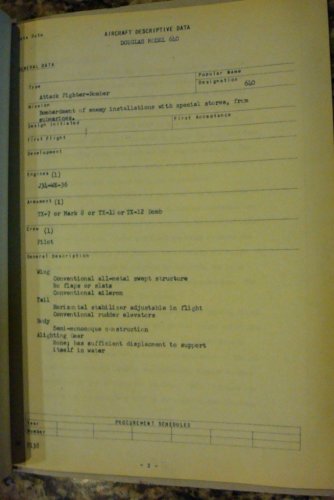 Date
AIRCRAFT DESCRIPTIVE DATA
DOUGLAS MODEL 640
GENERAL DATA
Type
Attack Fighter-Bomber
Popular Name
Designation 640
Mission
Bombardment of enemy installations with special stores, from
submarines.
Design Initiated
First Acceptance
First Flight
Development
Engines (1)
J34-WE-36
Armament (1)
TX-7 or Mark 8 or TX-11 or TX-12 Bomb
Crew (1)
Pilot
General Description
Wing
Conventional all-metal swept structure
No flaps or slats
Conventional aileron
Tail
Horizontal stabilizer adjustable in flight
Conventional rudder elevators
Body
Semi-monocoque construction
Alighting Gear
None; has sufficient displacement to support
itself in water
PROCUREMENT SCHEDULES
Year
Number